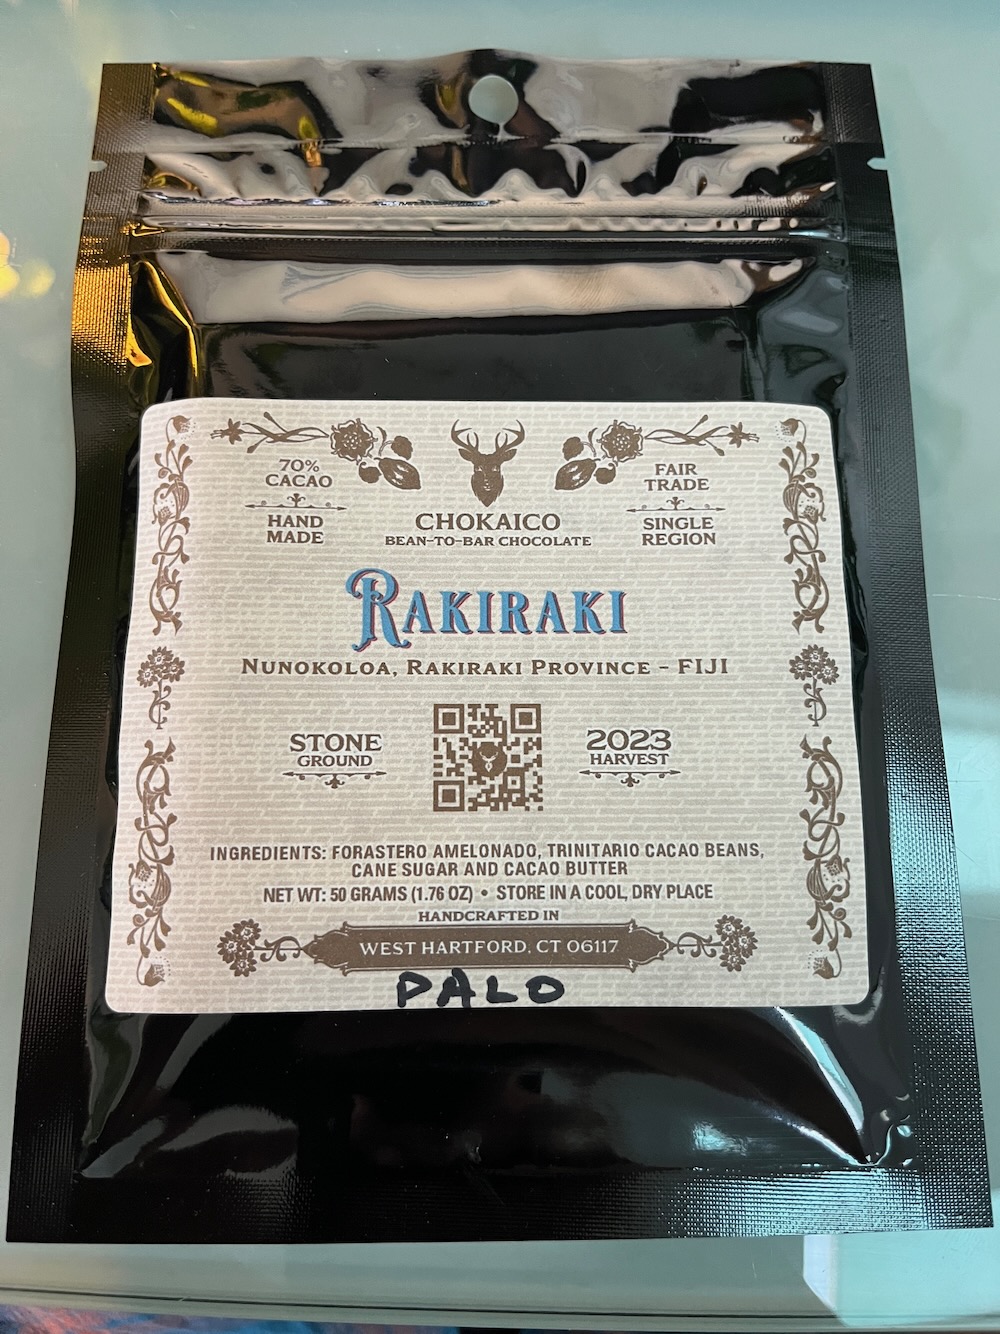 70%
CACAO
HAND
MADE
CHOKAICO
BEAN-TO-BAR CHOCOLATE
FAIR
TRADE
SINGLE
REGION
RAKIRAKI
NUNOKOLOA, RAKIRAKI PROVINCE - FIJI
STONE
GROUND
2023
HARVEST
INGREDIENTS: FORASTERO AMELONADO, TRINITARIO CACAO BEANS,
CANE SUGAR AND CACAO BUTTER
NET WT: 50 GRAMS (1.76 OZ) • STORE IN A COOL, DRY PLACE
HANDCRAFTED IN
WEST HARTFORD, CT 06117
PALO